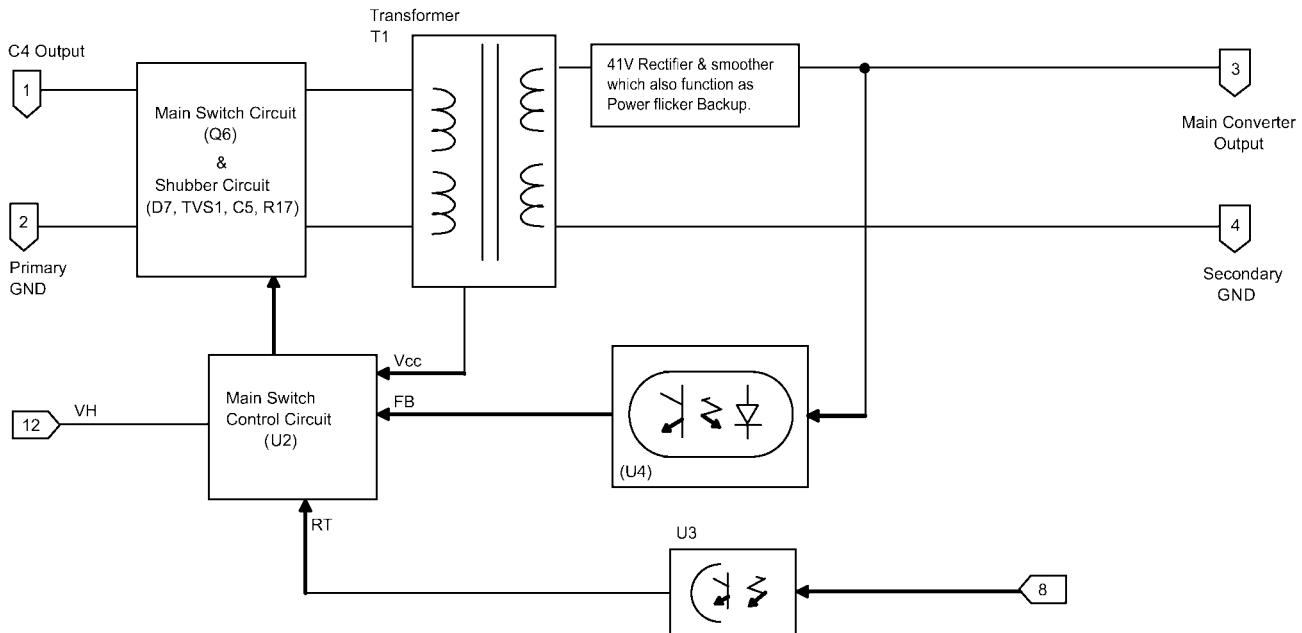 Transformer
T1
C4 Output
1
Main Switch Circuit
(Q6)
&
Shubber Circuit
(D7, TVS1, C5, R17)
41V Rectifier & smoother
which also function as
Power flicker Backup.
3
Main Converter
Output
2
Primary
GND
4
Secondary
GND
Vcc
FB
Main Switch
Control Circuit
(U2)
12
VH
(U4)
RT
U3
8